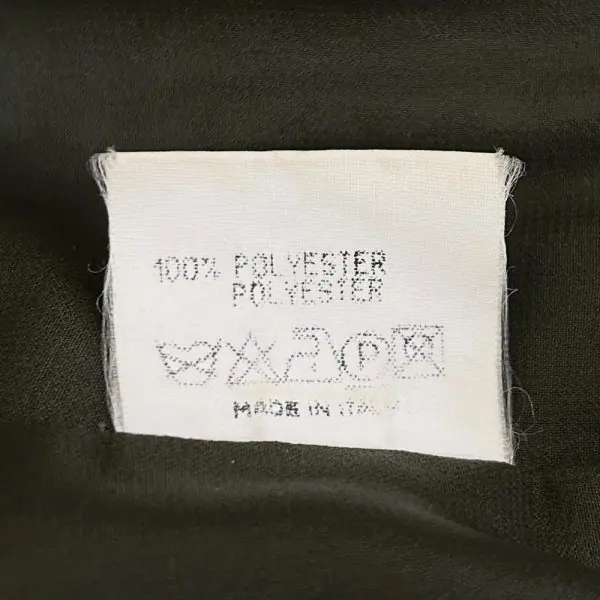 100% POLYESTER
POLYESTER
P
MADE IN ITALY